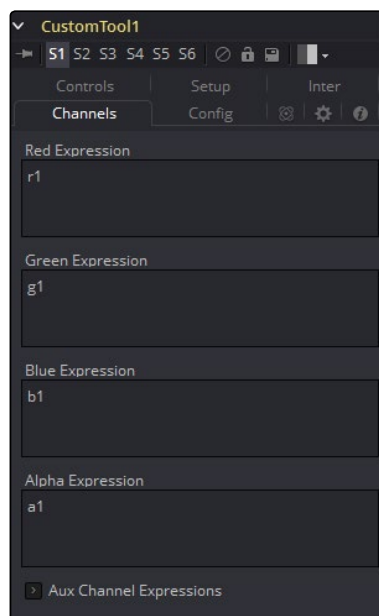 CustomTool1
S1 S2 S3 S4 S5 S6
Controls Setup Inter
Channels Config
Red Expression
r1
Green Expression
g1
Blue Expression
b1
Alpha Expression
a1
Aux Channel Expressions